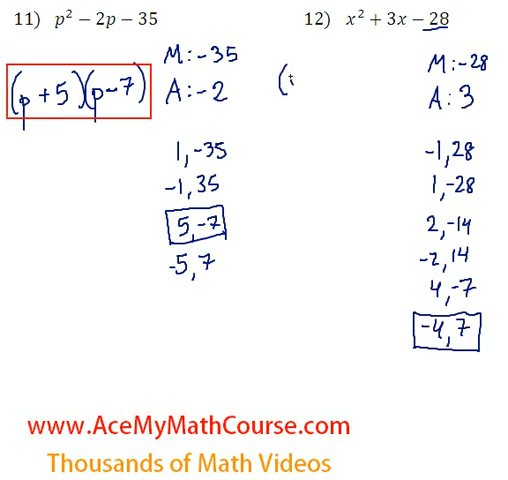 11) p² − 2p − 35
M: -35
(p + 5)(p - 7)
A: -2
1, -35
-1, 35
5, -7
-5, 7
12) x² + 3x − 28
M: -28
(
A: 3
-1, 28
1, -28
2, -14
-2, 14
4, -7
-4, 7
www.AceMyMathCourse.com
Thousands of Math Videos